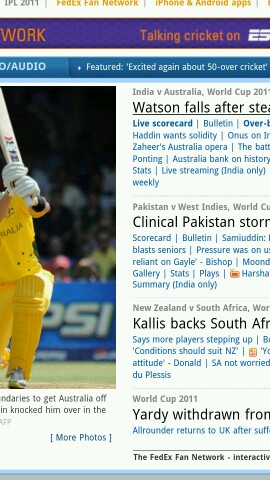 IPL 2011 | FedEx Fan Network | iPhone & Android apps |
WORK
Talking cricket on ES
O/AUDIO
Featured: 'Excited again about 50-over cricket'
India v Australia, World Cup 2011
Watson falls after stea
Live scorecard | Bulletin | Over-b
Haddin wants solidity | Onus on In
Zaheer's Australia opera | The batt
Ponting | Australia bank on history
Stats | Live streaming (India only)
weekly
Pakistan v West Indies, World Cu
Clinical Pakistan storm
Scorecard | Bulletin | Samiuddin:
blasts seniors | Pressure was on us
reliant on Gayle' - Bishop | Moond
Gallery | Stats | Plays | Harsha
Summary (India only)
New Zealand v South Africa, Wor
Kallis backs South Afr
Says more players stepping up | Bo
'Conditions should suit NZ' | 'Yo
attitude' - Donald | SA not worried
du Plessis
World Cup 2011
Yardy withdrawn from
Allrounder returns to UK after suffe
The FedEx Fan Network - interactiv
ndaries to get Australia off
in knocked him over in the
AFP
[ More Photos ]
PSI
RALIA